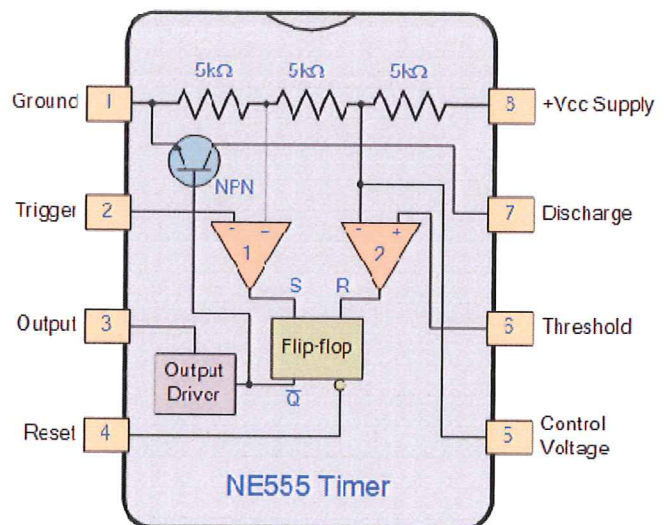 5kΩ 5kΩ 5kΩ
Ground 1
8 +Vcc Supply
NPN
Trigger 2
- − - +
7 Discharge
1 2
S R
Output 3
Flip-flop
6 Threshold
Output
Driver
Q̅
C
Reset 4
5 Control
Voltage
NE555 Timer